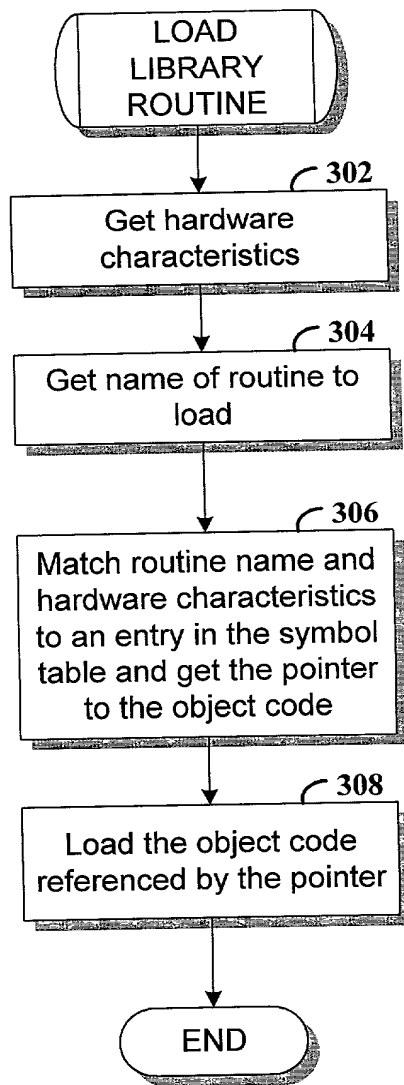 LOAD
LIBRARY
ROUTINE
302
Get hardware
characteristics
304
Get name of routine to
load
306
Match routine name and
hardware characteristics
to an entry in the symbol
table and get the pointer
to the object code
308
Load the object code
referenced by the pointer
END